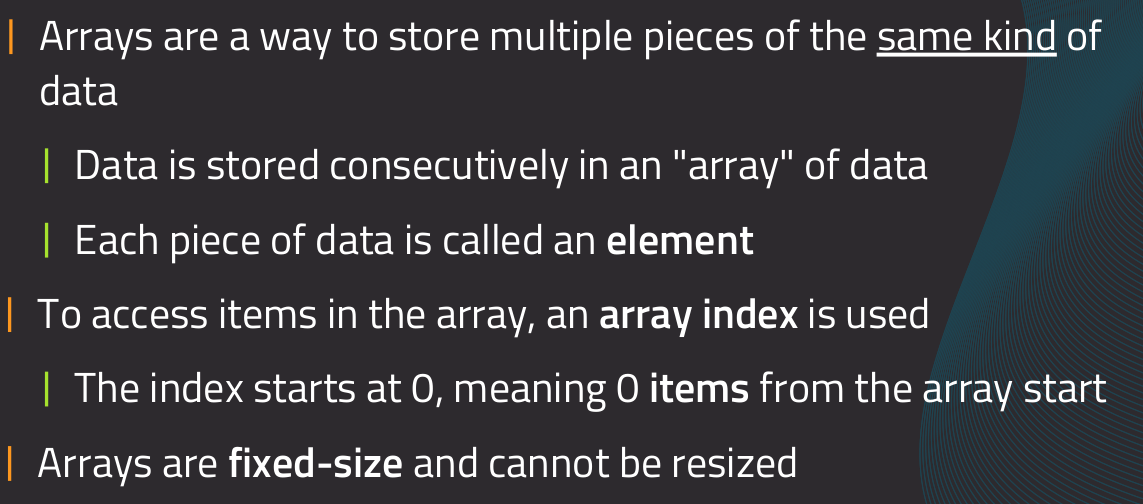 Arrays are a way to store multiple pieces of the same kind of
data
Data is stored consecutively in an "array" of data
Each piece of data is called an element
To access items in the array, an array index is used
The index starts at 0, meaning 0 items from the array start
Arrays are fixed-size and cannot be resized